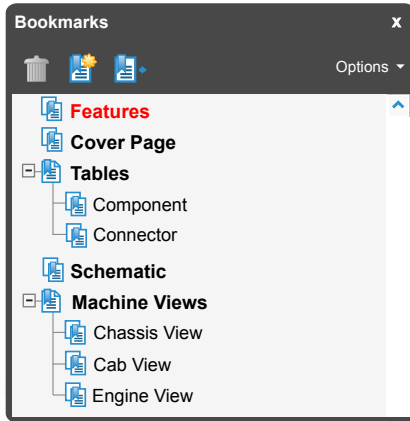 Bookmarks x
Options
Features
Cover Page
Tables
Component
Connector
Schematic
Machine Views
Chassis View
Cab View
Engine View